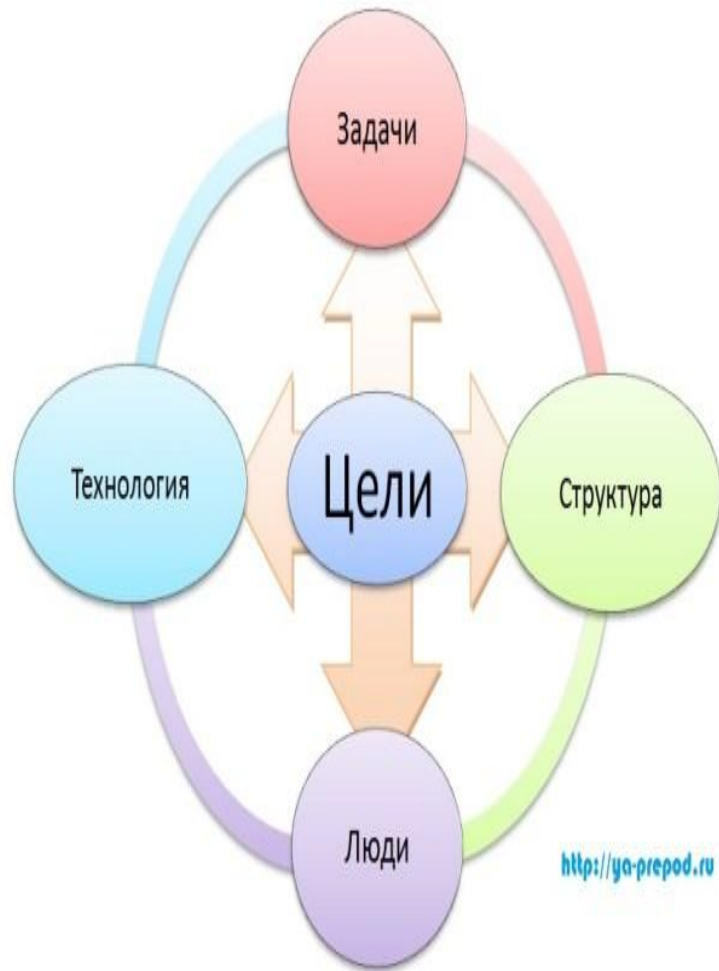 Задачи
Технология
Цели
Структура
Люди
http://ya-prepod.ru